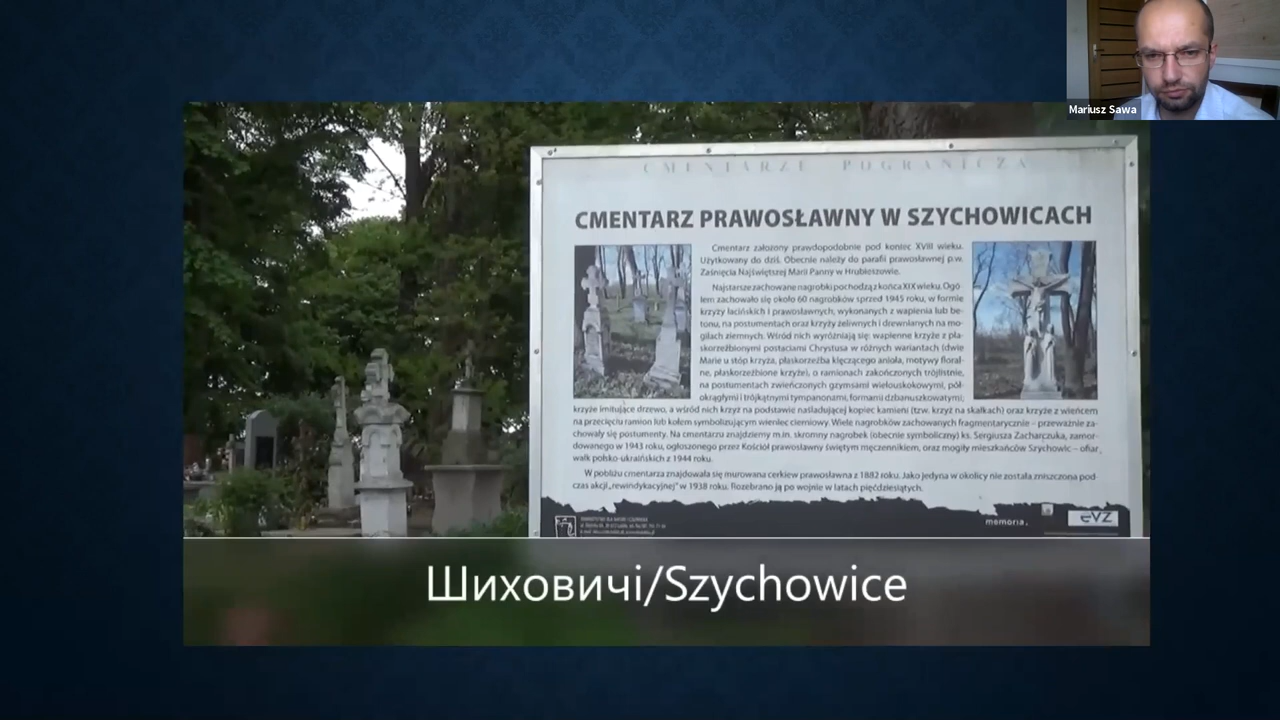 Mariusz Sawa
CMENTARZE POGRANICZA
CMENTARZ PRAWOSŁAWNY W SZYCHOWICACH
Cmentarz założony prawdopodobnie pod koniec XVIII wieku.
Użytkowany do dziś. Obecnie należy do parafii prawosławnej p.w.
Zaśnięcia Najświętszej Marii Panny w Hrubieszowie.
Najstarsze zachowane nagrobki pochodzą z końca XIX wieku. Ogó-
łem zachowało się około 60 nagrobków sprzed 1945 roku, w formie
krzyży łacińskich i prawosławnych, wykonanych z wapienia lub be-
tonu, na postumentach oraz krzyży żeliwnych i drewnianych na mo-
giłach ziemnych. Wśród nich wyróżniają się: wapienne krzyże z pła-
skorzeźbionymi postaciami Chrystusa w różnych wariantach (dwie
Marie u stóp krzyża, płaskorzeźba klęczącego anioła, motywy floral-
ne, płaskorzeźbione krzyże), o ramionach zakończonych trójlistnie,
na postumentach zwieńczonych gzymsami wielouskokowymi, pół-
okrągłymi i trójkątnymi tympanonami, formami dzbanuszkowatymi;
krzyże imitujące drzewo, a wśród nich krzyż na podstawie naśladującej kopiec kamieni (tzw. krzyż na skałkach) oraz krzyże z wieńcem
na przecięciu ramion lub kołem symbolizującym wieniec cierniowy. Wiele nagrobków zachowanych fragmentarycznie – przeważnie za-
chowały się postumenty. Na cmentarzu znajdziemy m.in. skromny nagrobek (obecnie symboliczny) ks. Sergiusza Zacharczuka, zamor-
dowanego w 1943 roku, ogłoszonego przez Kościół prawosławny świętym męczennikiem, oraz mogiły mieszkańców Szychowic – ofiar
walk polsko-ukraińskich z 1944 roku.
W pobliżu cmentarza znajdowała się murowana cerkiew prawosławna z 1882 roku. Jako jedyna w okolicy nie została zniszczona pod-
czas akcji „rewindykacyjnej" w 1938 roku. Rozebrano ją po wojnie w latach pięćdziesiątych.
memoria.
eVZ
Шиховичі/Szychowice